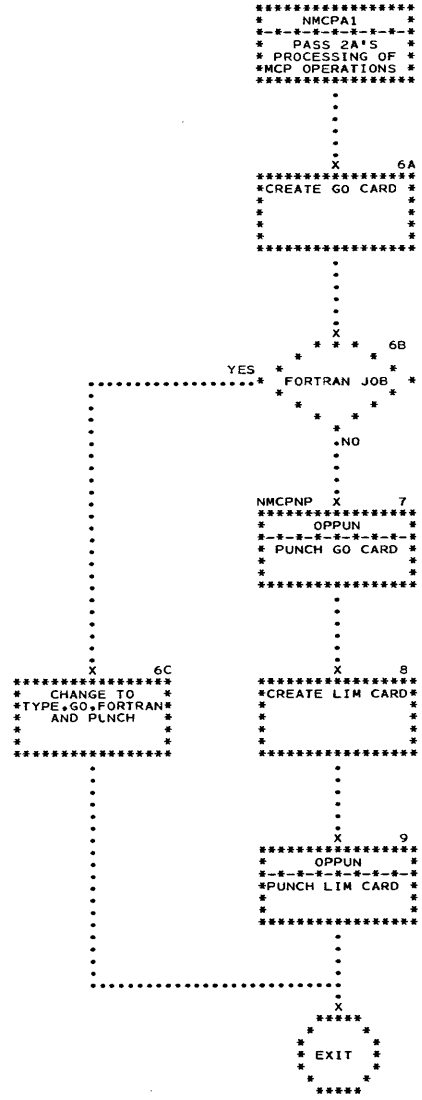 NMCPA1
PASS 2A'S
PROCESSING OF
MCP OPERATIONS
6A
CREATE GO CARD
6B
YES
FORTRAN JOB
NO
NMCPNP 7
OPPUN
PUNCH GO CARD
6C
CHANGE TO
TYPE,GO,FORTRAN
AND PUNCH
8
CREATE LIM CARD
9
OPPUN
PUNCH LIM CARD
EXIT